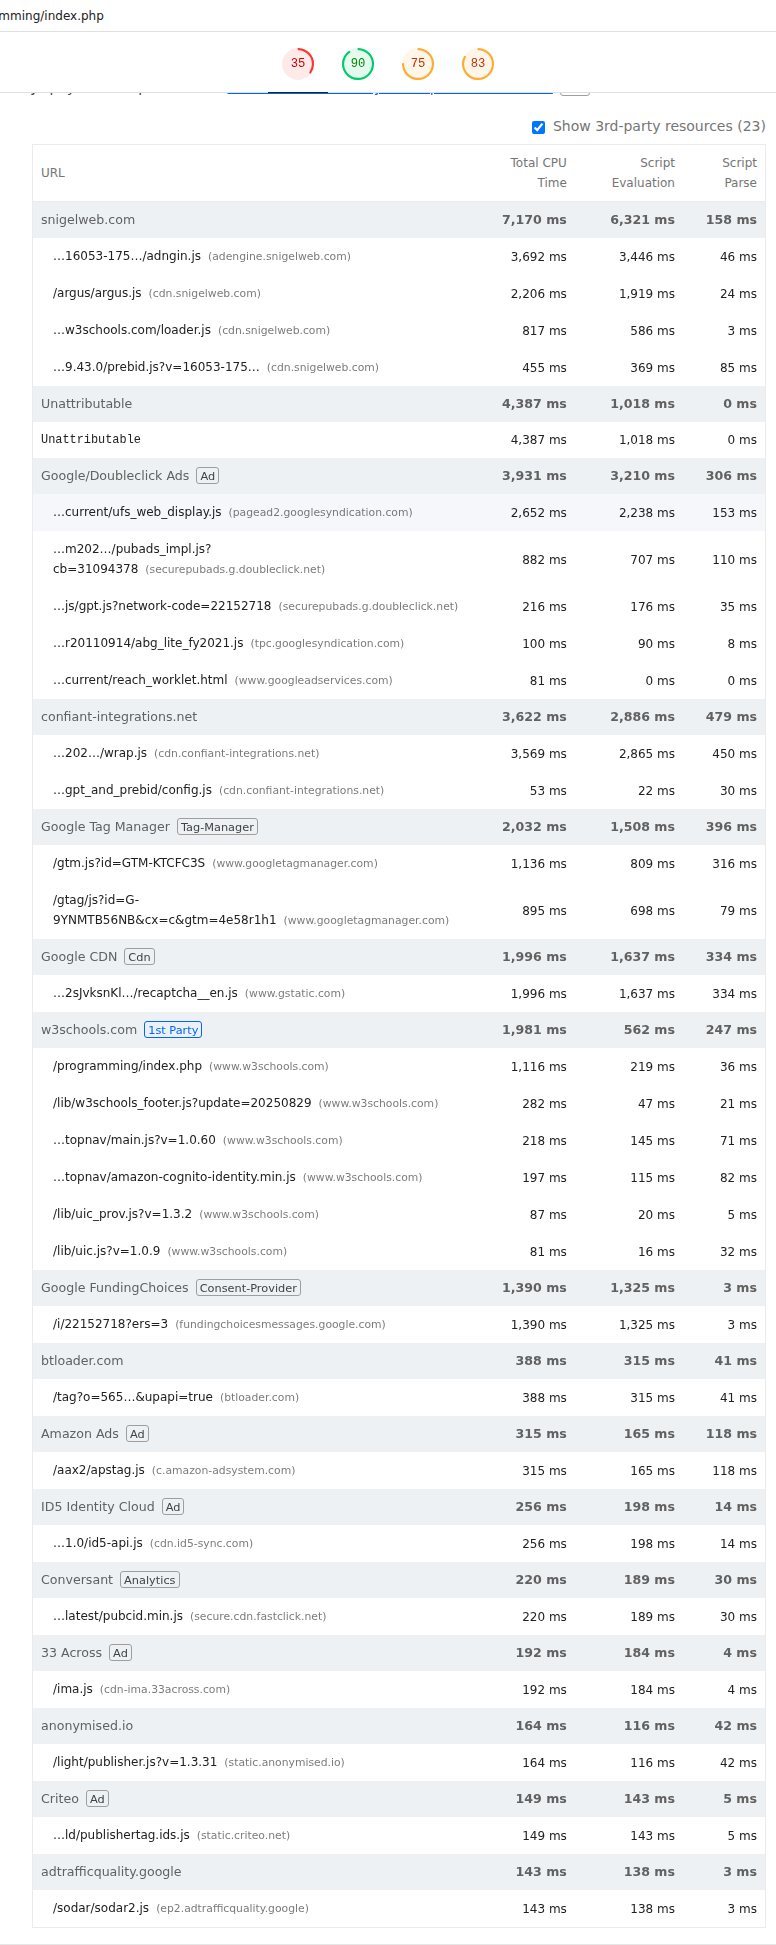 mming/index.php
35 90 75 83
Show 3rd-party resources (23)
URL Total CPU Time Script Evaluation Script Parse
snigelweb.com 7,170 ms 6,321 ms 158 ms
…16053-175…/adngin.js (adengine.snigelweb.com) 3,692 ms 3,446 ms 46 ms
/argus/argus.js (cdn.snigelweb.com) 2,206 ms 1,919 ms 24 ms
…w3schools.com/loader.js (cdn.snigelweb.com) 817 ms 586 ms 3 ms
…9.43.0/prebid.js?v=16053-175… (cdn.snigelweb.com) 455 ms 369 ms 85 ms
Unattributable 4,387 ms 1,018 ms 0 ms
Unattributable 4,387 ms 1,018 ms 0 ms
Google/Doubleclick Ads Ad 3,931 ms 3,210 ms 306 ms
…current/ufs_web_display.js (pagead2.googlesyndication.com) 2,652 ms 2,238 ms 153 ms
…m202…/pubads_impl.js?
cb=31094378 (securepubads.g.doubleclick.net) 882 ms 707 ms 110 ms
…js/gpt.js?network-code=22152718 (securepubads.g.doubleclick.net) 216 ms 176 ms 35 ms
…r20110914/abg_lite_fy2021.js (tpc.googlesyndication.com) 100 ms 90 ms 8 ms
…current/reach_worklet.html (www.googleadservices.com) 81 ms 0 ms 0 ms
confiant-integrations.net 3,622 ms 2,886 ms 479 ms
…202…/wrap.js (cdn.confiant-integrations.net) 3,569 ms 2,865 ms 450 ms
…gpt_and_prebid/config.js (cdn.confiant-integrations.net) 53 ms 22 ms 30 ms
Google Tag Manager Tag-Manager 2,032 ms 1,508 ms 396 ms
/gtm.js?id=GTM-KTCFC3S (www.googletagmanager.com) 1,136 ms 809 ms 316 ms
/gtag/js?id=G-
9YNMTB56NB&cx=c&gtm=4e58r1h1 (www.googletagmanager.com) 895 ms 698 ms 79 ms
Google CDN Cdn 1,996 ms 1,637 ms 334 ms
…2sJvksnKl…/recaptcha__en.js (www.gstatic.com) 1,996 ms 1,637 ms 334 ms
w3schools.com 1st Party 1,981 ms 562 ms 247 ms
/programming/index.php (www.w3schools.com) 1,116 ms 219 ms 36 ms
/lib/w3schools_footer.js?update=20250829 (www.w3schools.com) 282 ms 47 ms 21 ms
…topnav/main.js?v=1.0.60 (www.w3schools.com) 218 ms 145 ms 71 ms
…topnav/amazon-cognito-identity.min.js (www.w3schools.com) 197 ms 115 ms 82 ms
/lib/uic_prov.js?v=1.3.2 (www.w3schools.com) 87 ms 20 ms 5 ms
/lib/uic.js?v=1.0.9 (www.w3schools.com) 81 ms 16 ms 32 ms
Google FundingChoices Consent-Provider 1,390 ms 1,325 ms 3 ms
/i/22152718?ers=3 (fundingchoicesmessages.google.com) 1,390 ms 1,325 ms 3 ms
btloader.com 388 ms 315 ms 41 ms
/tag?o=565…&upapi=true (btloader.com) 388 ms 315 ms 41 ms
Amazon Ads Ad 315 ms 165 ms 118 ms
/aax2/apstag.js (c.amazon-adsystem.com) 315 ms 165 ms 118 ms
ID5 Identity Cloud Ad 256 ms 198 ms 14 ms
…1.0/id5-api.js (cdn.id5-sync.com) 256 ms 198 ms 14 ms
Conversant Analytics 220 ms 189 ms 30 ms
…latest/pubcid.min.js (secure.cdn.fastclick.net) 220 ms 189 ms 30 ms
33 Across Ad 192 ms 184 ms 4 ms
/ima.js (cdn-ima.33across.com) 192 ms 184 ms 4 ms
anonymised.io 164 ms 116 ms 42 ms
/light/publisher.js?v=1.3.31 (static.anonymised.io) 164 ms 116 ms 42 ms
Criteo Ad 149 ms 143 ms 5 ms
…ld/publishertag.ids.js (static.criteo.net) 149 ms 143 ms 5 ms
adtrafficquality.google 143 ms 138 ms 3 ms
/sodar/sodar2.js (ep2.adtrafficquality.google) 143 ms 138 ms 3 ms